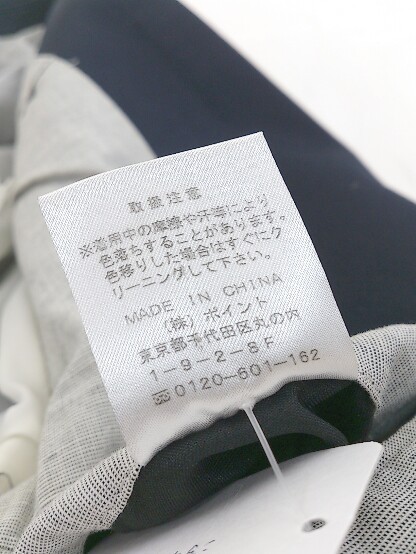 取扱注意
※着用中の摩擦や汗等により
色落ちすることがあります。
色移りした場合はすぐにク
リーニングして下さい。
MADE IN CHINA
(株)ポイント
東京都千代田区丸の内
1-9-2-8F
☎0120-601-162